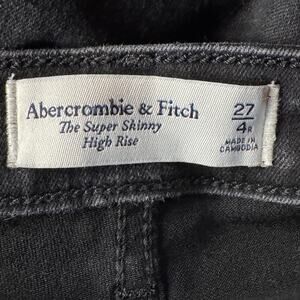 Abercrombie & Fitch
The Super Skinny
High Rise
27
4R
MADE IN
CAMBODIA